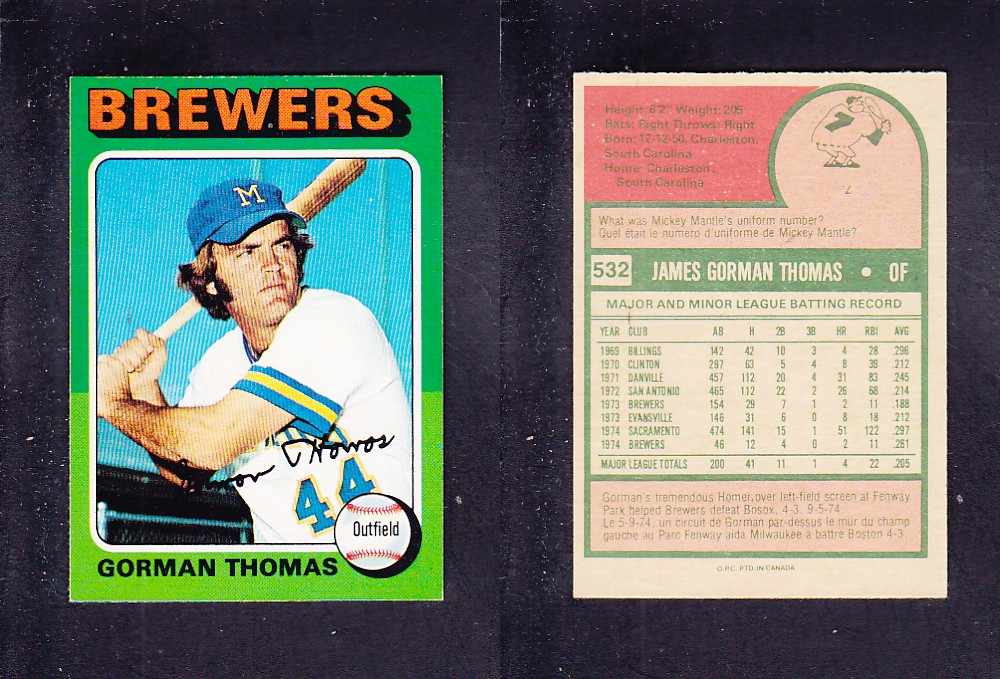 BREWERS
M
Thomas
44
Outfield
GORMAN THOMAS
Height: 6'2" Weight: 205
Bats: Right Throws: Right
Born: 12-12-50, Charleston,
South Carolina
Home: Charleston,
South Carolina
7
7
What was Mickey Mantle's uniform number?
Quel était le numéro d'uniforme de Mickey Mantle?
532 JAMES GORMAN THOMAS • OF
MAJOR AND MINOR LEAGUE BATTING RECORD
YEAR CLUB AB H 2B 3B HR RBI AVG
1969 BILLINGS 142 42 10 3 4 28 .296
1970 CLINTON 297 63 5 4 8 39 .212
1971 DANVILLE 457 112 20 4 31 83 .245
1972 SAN ANTONIO 465 112 22 2 26 68 .214
1973 BREWERS 154 29 7 1 2 11 .188
1973 EVANSVILLE 146 31 6 0 8 18 .212
1974 SACRAMENTO 474 141 15 1 51 122 .297
1974 BREWERS 46 12 4 0 2 11 .261
MAJOR LEAGUE TOTALS 200 41 11 1 4 22 .205
Gorman's tremendous Homer, over left-field screen at Fenway
Park helped Brewers defeat Bosox. 4-3. 9-5-74
Le 5-9-74, un circuit de Gorman par-dessus le mur du champ
gauche au Parc Fenway aida Milwaukee à battre Boston 4-3.
O.P.C. PTD. IN CANADA